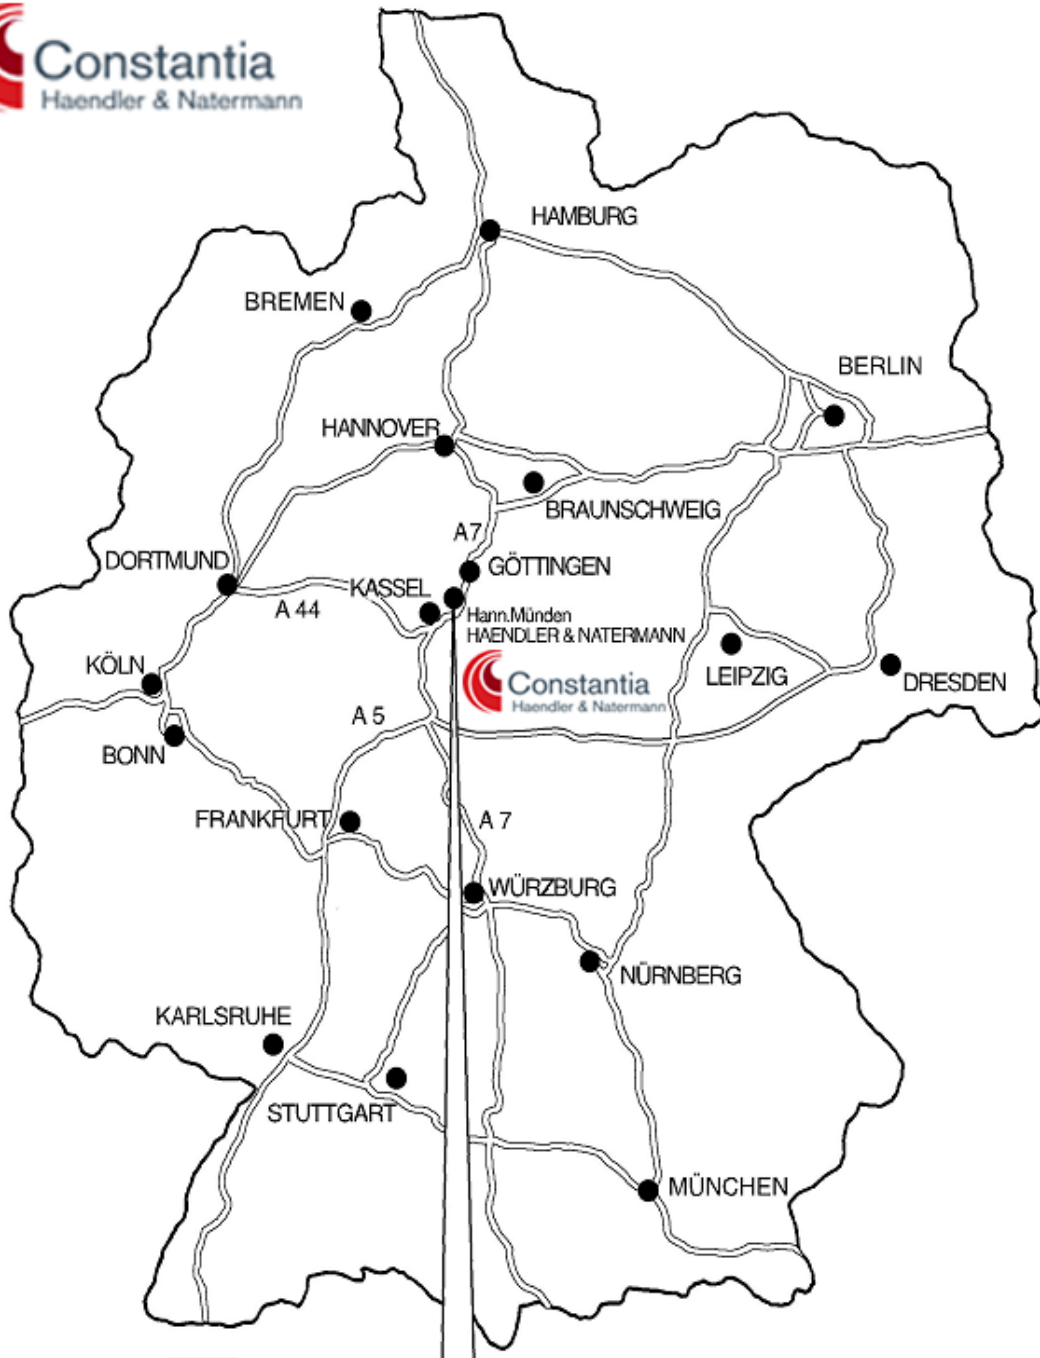 Constantia
Haendler & Natermann
HAMBURG
BREMEN
BERLIN
HANNOVER
BRAUNSCHWEIG
A7
DORTMUND
GÖTTINGEN
KASSEL
A 44
Hann.Münden
HAENDLER & NATERMANN
KÖLN
LEIPZIG
DRESDEN
Constantia
Haendler & Natermann
A 5
BONN
FRANKFURT
A 7
WÜRZBURG
NÜRNBERG
KARLSRUHE
STUTTGART
MÜNCHEN